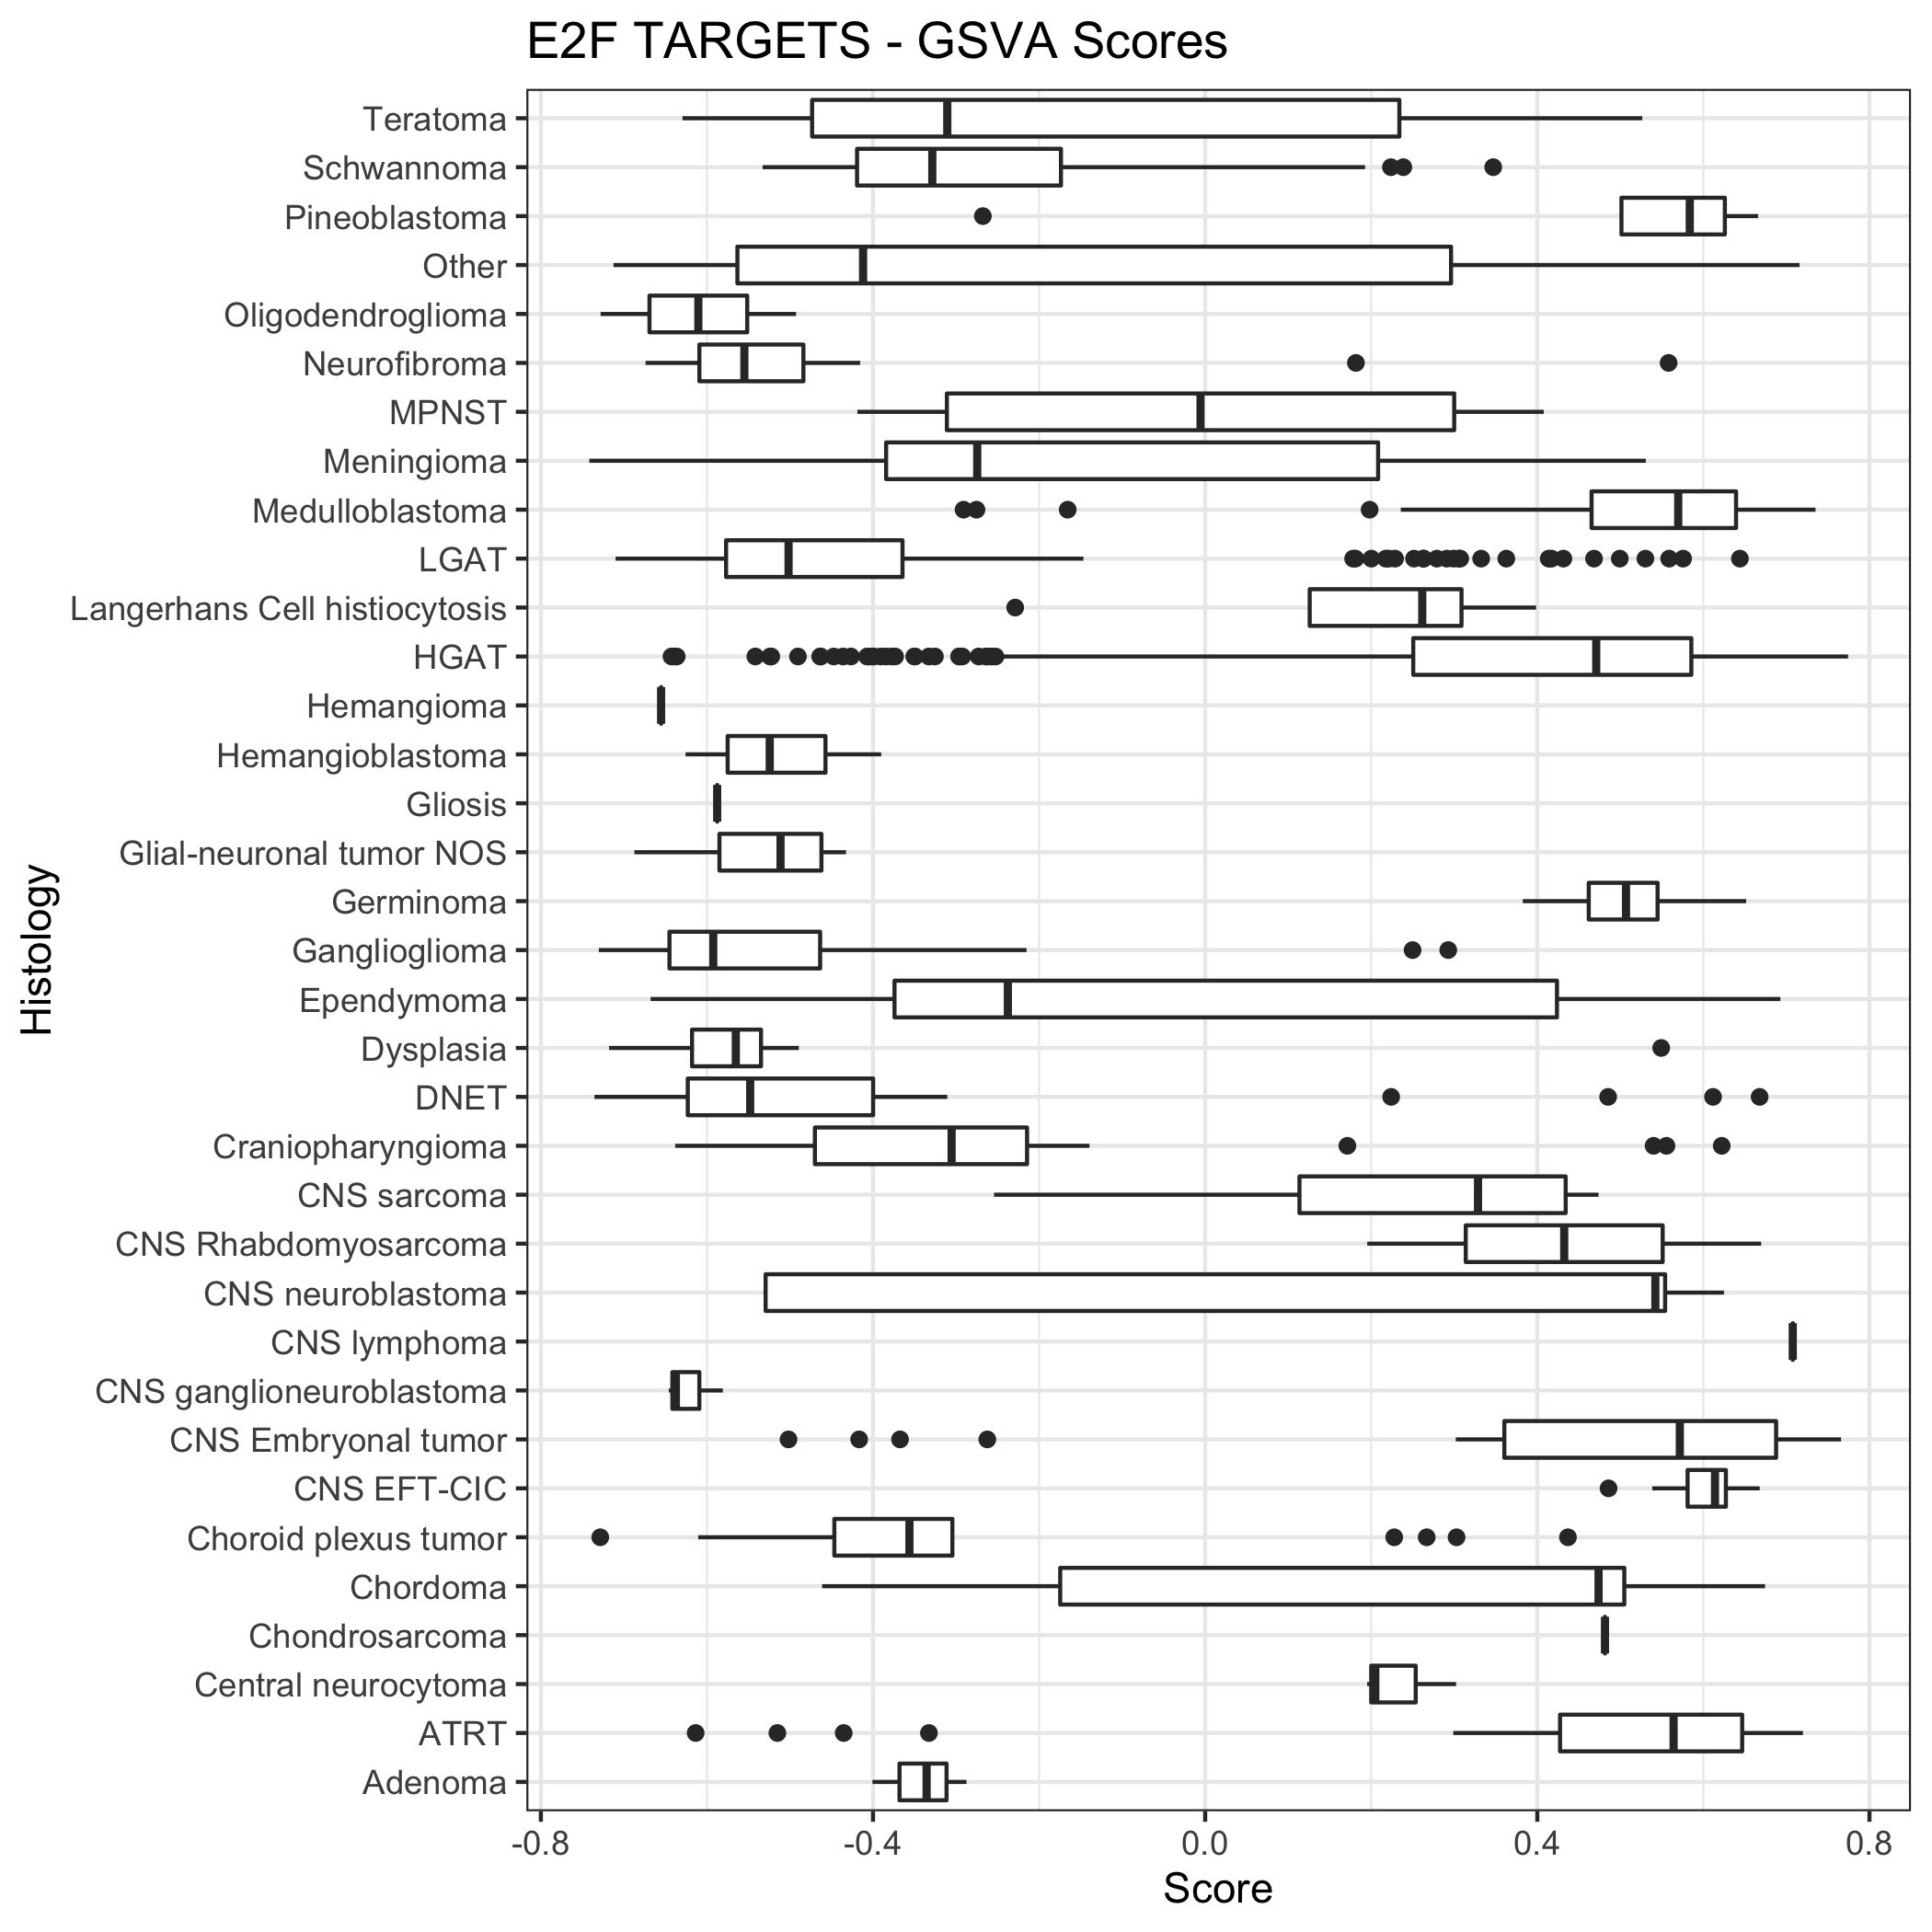 E2F TARGETS - GSVA Scores
Teratoma
Schwannoma
Pineoblastoma
Other
Oligodendroglioma
Neurofibroma
MPNST
Meningioma
Medulloblastoma
LGAT
Langerhans Cell histiocytosis
HGAT
Hemangioma
Hemangioblastoma
Gliosis
Glial-neuronal tumor NOS
Germinoma
Ganglioglioma
Ependymoma
Dysplasia
DNET
Craniopharyngioma
CNS sarcoma
CNS Rhabdomyosarcoma
CNS neuroblastoma
CNS lymphoma
CNS ganglioneuroblastoma
CNS Embryonal tumor
CNS EFT-CIC
Choroid plexus tumor
Chordoma
Chondrosarcoma
Central neurocytoma
ATRT
Adenoma
Histology
-0.8 -0.4 0.0 0.4 0.8
Score